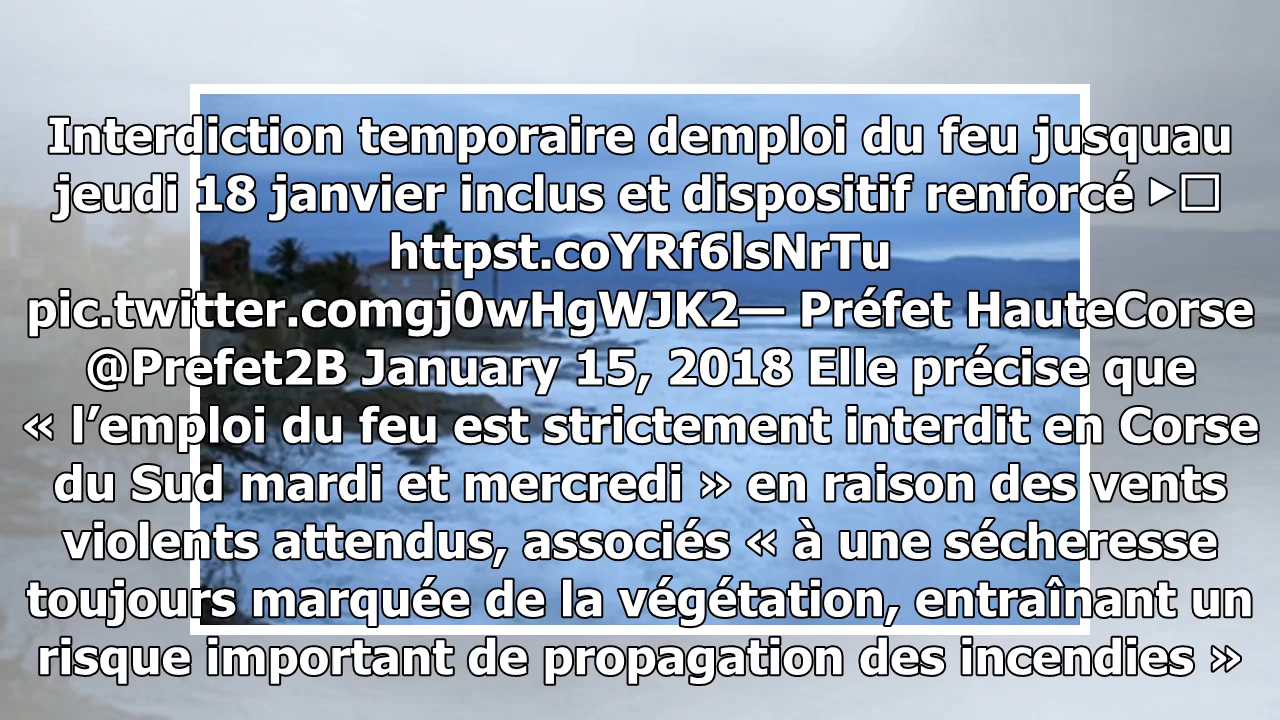 Interdiction temporaire demploi du feu jusquau
jeudi 18 janvier inclus et dispositif renforcé ▶□
httpst.coYRf6lsNrTu
pic.twitter.comgj0wHgWJK2— Préfet HauteCorse
@Prefet2B January 15, 2018 Elle précise que
« l’emploi du feu est strictement interdit en Corse
du Sud mardi et mercredi » en raison des vents
violents attendus, associés « à une sécheresse
toujours marquée de la végétation, entraînant un
risque important de propagation des incendies »